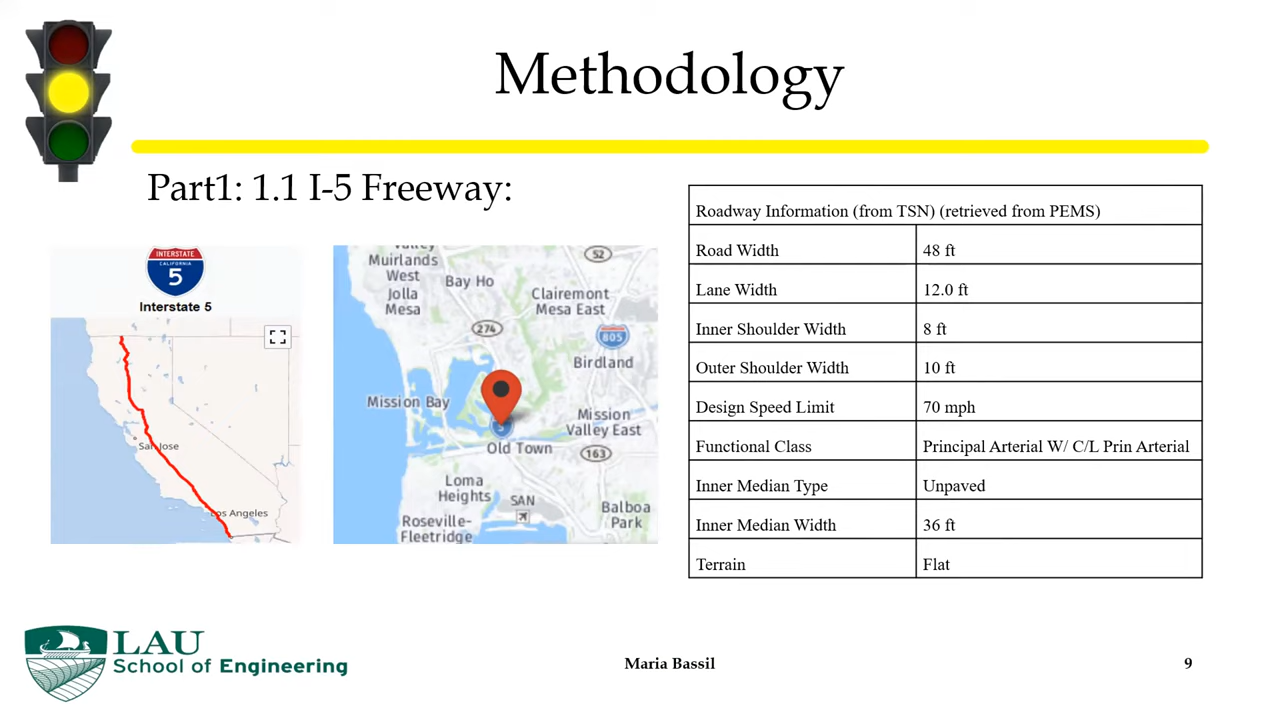 Methodology
Part1: 1.1 I-5 Freeway:
INTERSTATE
CALIFORNIA
5
Interstate 5
San Jose
Los Angeles
Valley
Muirlands
West
Jolla
Mesa
Bay Ho
52
Clairemont
Mesa East
274
805
Birdland
Mission Bay
Mission
Valley East
5
Old Town
163
Loma
Heights
SAN
Balboa
Park
Roseville-
Fleetridge
Roadway Information (from TSN) (retrieved from PEMS)
Road Width 48 ft
Lane Width 12.0 ft
Inner Shoulder Width 8 ft
Outer Shoulder Width 10 ft
Design Speed Limit 70 mph
Functional Class Principal Arterial W/ C/L Prin Arterial
Inner Median Type Unpaved
Inner Median Width 36 ft
Terrain Flat
LAU
School of Engineering
Maria Bassil
9